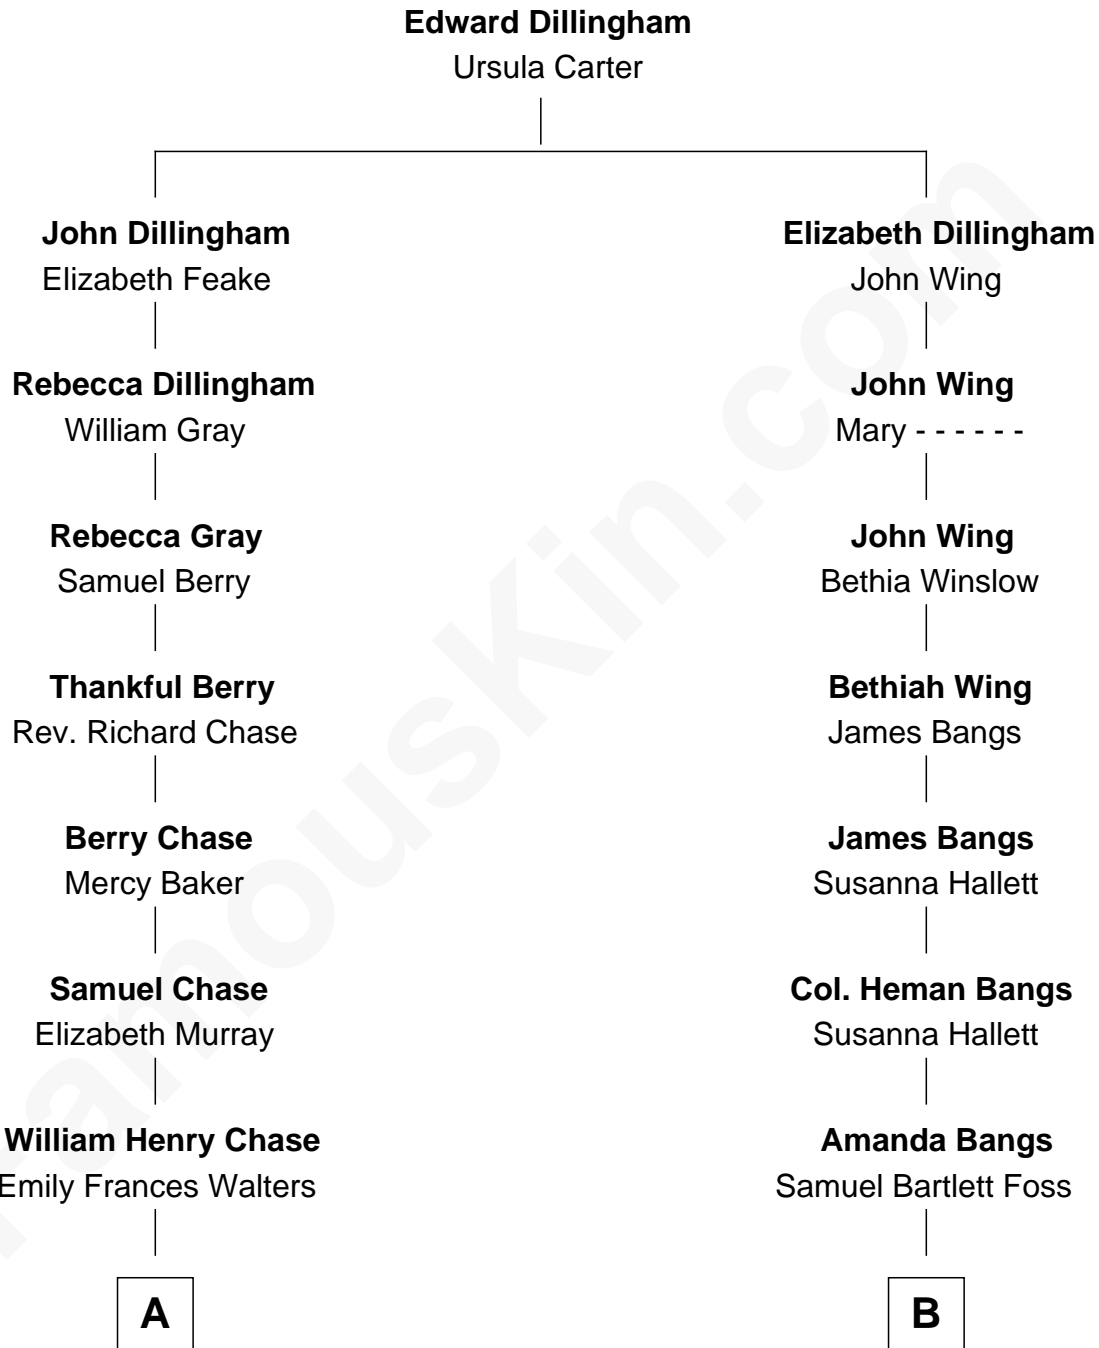 Edward Dillingham
Ursula Carter
John Dillingham
Elizabeth Feake
Rebecca Dillingham
William Gray
Rebecca Gray
Samuel Berry
Thankful Berry
Rev. Richard Chase
Berry Chase
Mercy Baker
Samuel Chase
Elizabeth Murray
William Henry Chase
Emily Frances Walters
A
Elizabeth Dillingham
John Wing
John Wing
Mary - - - - - -
John Wing
Bethia Winslow
Bethiah Wing
James Bangs
James Bangs
Susanna Hallett
Col. Heman Bangs
Susanna Hallett
Amanda Bangs
Samuel Bartlett Foss
B
FamousKin.com